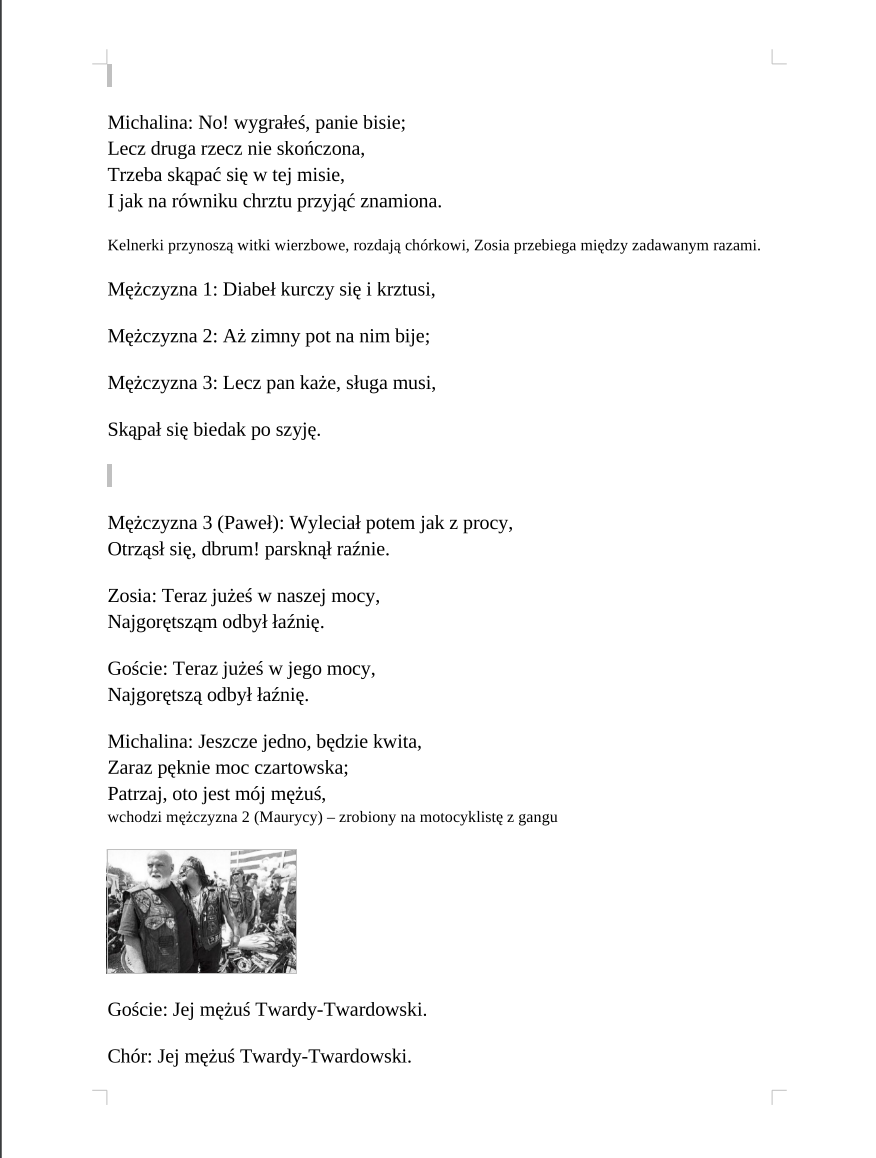 Michalina: No! wygrałeś, panie bisie;
Lecz druga rzecz nie skończona,
Trzeba skąpać się w tej misie,
I jak na równiku chrztu przyjąć znamiona.
Kelnerki przynoszą witki wierzbowe, rozdają chórkowi, Zosia przebiega między zadawanym razami.
Mężczyzna 1: Diabeł kurczy się i krztusi,
Mężczyzna 2: Aż zimny pot na nim bije;
Mężczyzna 3: Lecz pan każe, sługa musi,
Skąpał się biedak po szyję.
Mężczyzna 3 (Paweł): Wyleciał potem jak z procy,
Otrząsł się, dbrum! parsknął raźnie.
Zosia: Teraz jużeś w naszej mocy,
Najgorętsząm odbył łaźnię.
Goście: Teraz jużeś w jego mocy,
Najgorętszą odbył łaźnię.
Michalina: Jeszcze jedno, będzie kwita,
Zaraz pęknie moc czartowska;
Patrzaj, oto jest mój mężuś,
wchodzi mężczyzna 2 (Maurycy) – zrobiony na motocyklistę z gangu
Goście: Jej mężuś Twardy-Twardowski.
Chór: Jej mężuś Twardy-Twardowski.